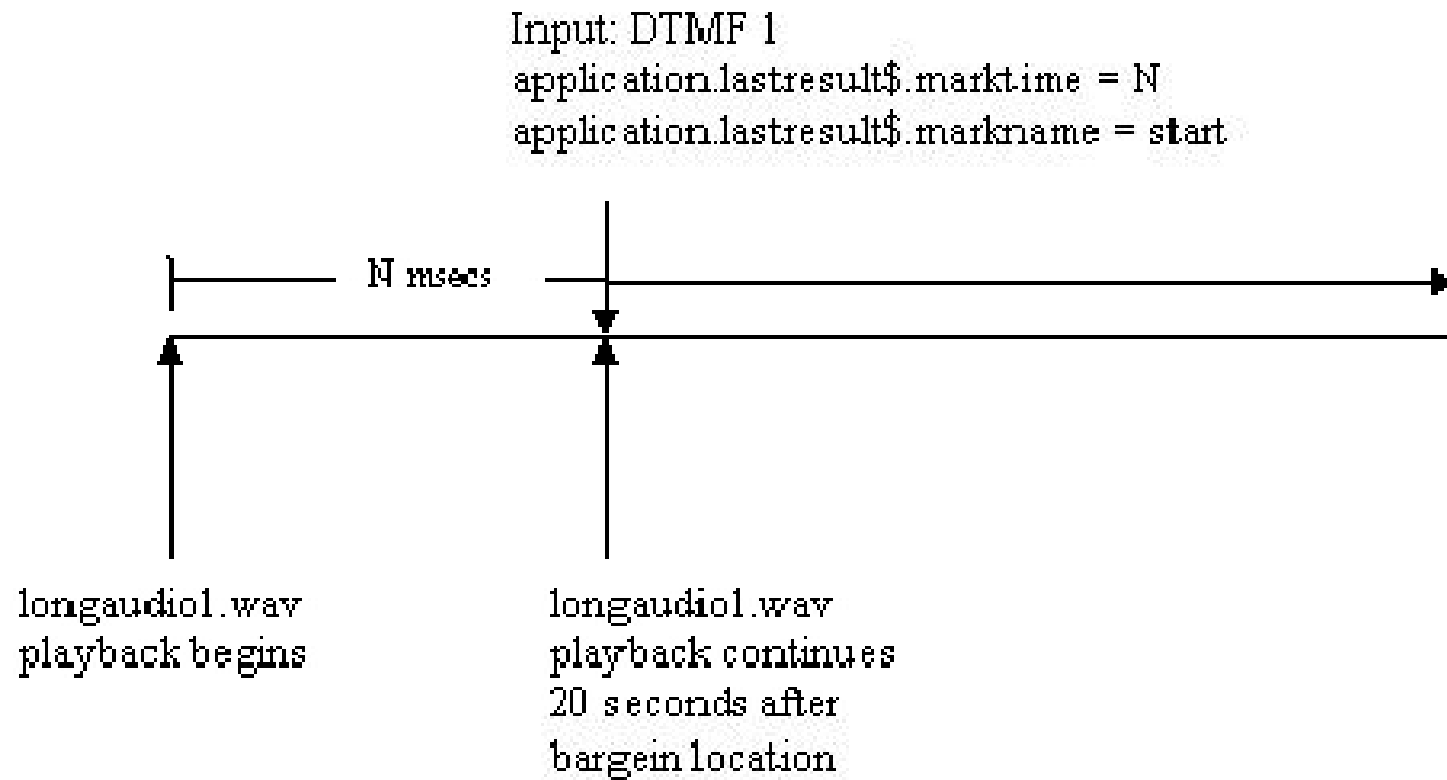 Input: DTMF 1
application.lastresult$.marktime = N
application.lastresult$.markname = start
N msecs
longaudio1.wav
playback begins
longaudio1.wav
playback continues
20 seconds after
bargein location